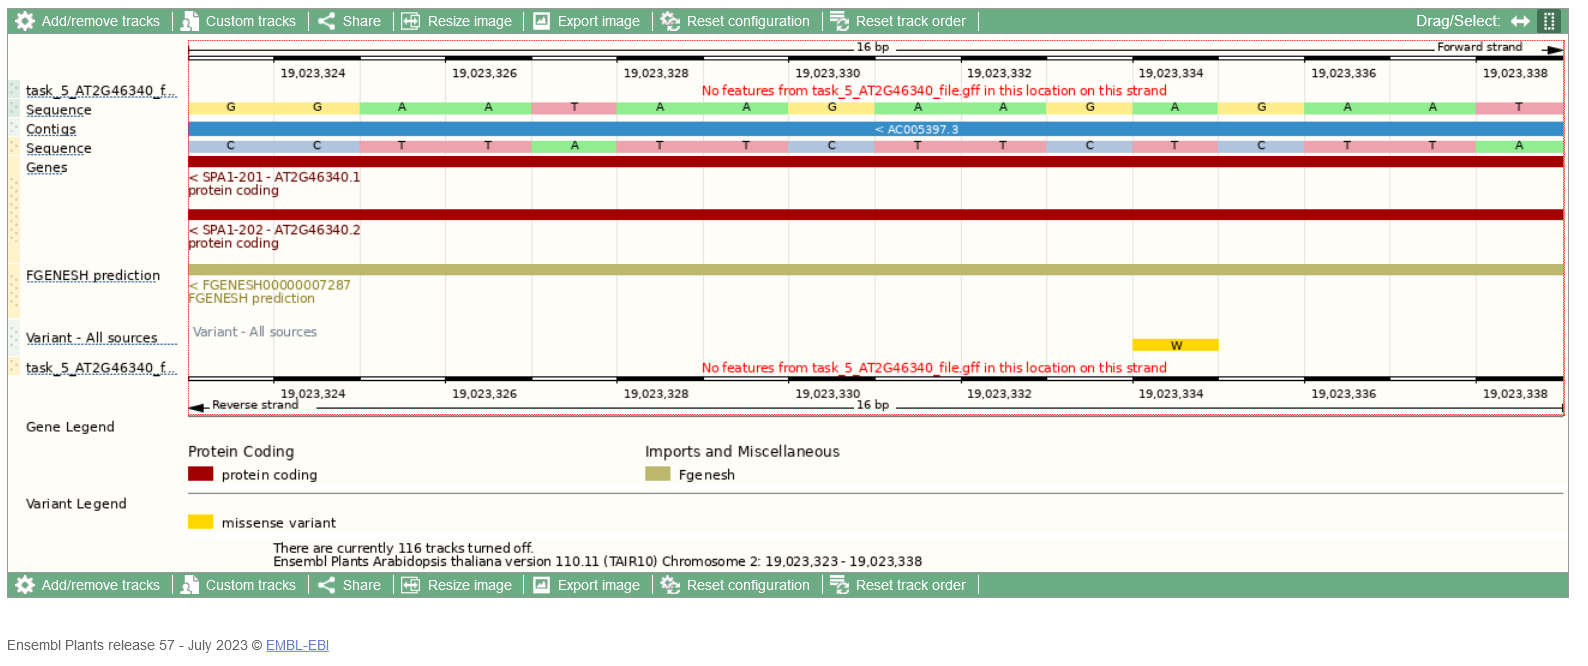 Add/remove tracks Custom tracks Share Resize image Export image Reset configuration Reset track order Drag/Select:
16 bp Forward strand
19,023,324 19,023,326 19,023,328 19,023,330 19,023,332 19,023,334 19,023,336 19,023,338
task_5_AT2G46340_f... No features from task_5_AT2G46340_file.gff in this location on this strand
Sequence G G A A T A A G A A G A G A A T
Contigs < AC005397.3
Sequence C C T T A T T C T T C T C T T A
Genes
< SPA1-201 - AT2G46340.1
protein coding
< SPA1-202 - AT2G46340.2
protein coding
FGENESH prediction
< FGENESH00000007287
FGENESH prediction
Variant - All sources
Variant - All sources
W
task_5_AT2G46340_f... No features from task_5_AT2G46340_file.gff in this location on this strand
19,023,324 19,023,326 19,023,328 19,023,330 19,023,332 19,023,334 19,023,336 19,023,338
Reverse strand 16 bp
Gene Legend
Protein Coding Imports and Miscellaneous
protein coding Fgenesh
Variant Legend
missense variant
There are currently 116 tracks turned off.
Ensembl Plants Arabidopsis thaliana version 110.11 (TAIR10) Chromosome 2: 19,023,323 - 19,023,338
Add/remove tracks Custom tracks Share Resize image Export image Reset configuration Reset track order
Ensembl Plants release 57 - July 2023 © EMBL-EBI